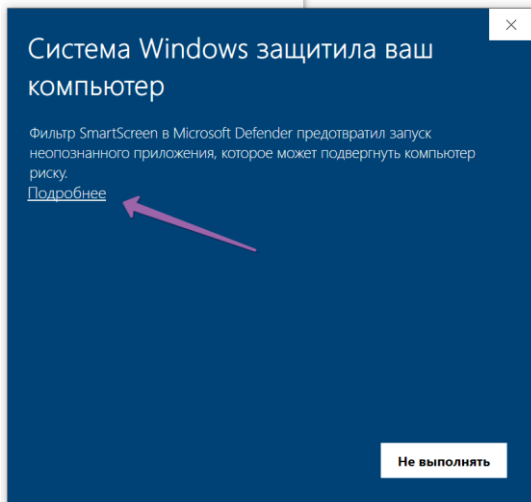 Система Windows защитила ваш
компьютер
Фильтр SmartScreen в Microsoft Defender предотвратил запуск
неопознанного приложения, которое может подвергнуть компьютер
риску.
Подробнее
Не выполнять